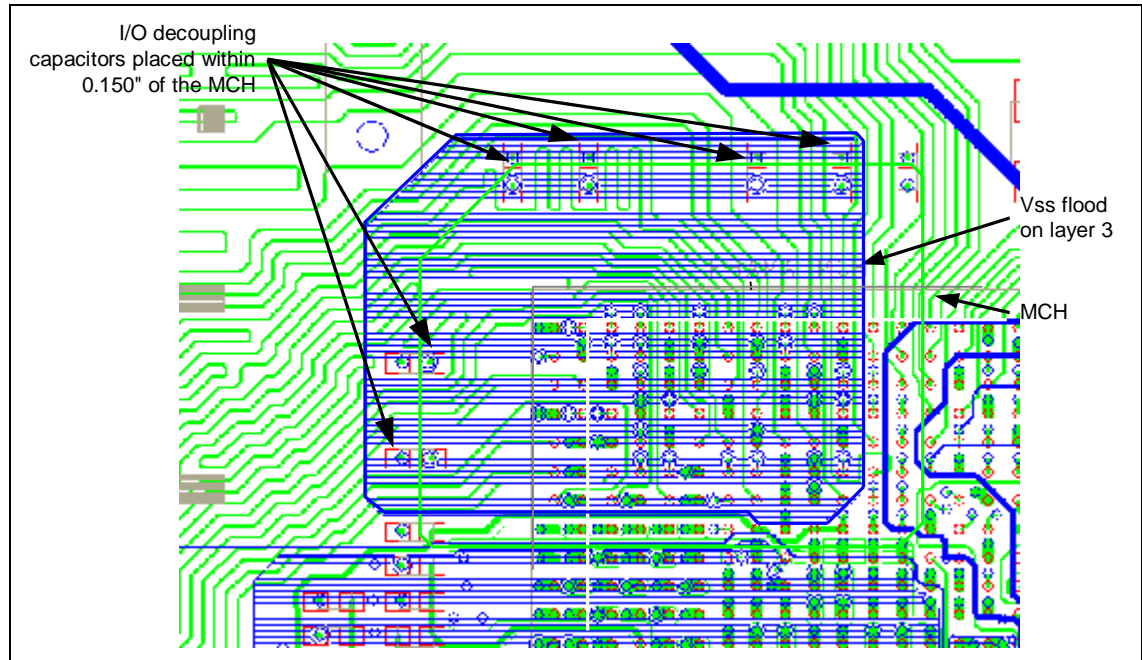 I/O decoupling
capacitors placed within
0.150" of the MCH
Vss flood
on layer 3
MCH